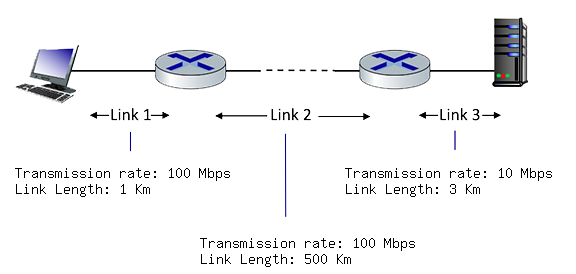 Link 1
Link 2
Link 3
Transmission rate: 100 Mbps
Link Length: 1 Km
Transmission rate: 10 Mbps
Link Length: 3 Km
Transmission rate: 100 Mbps
Link Length: 500 Km